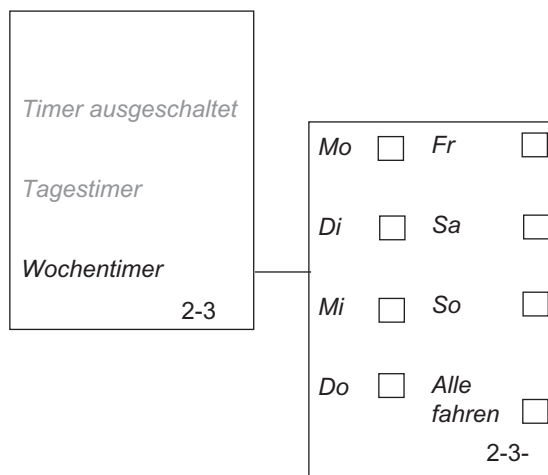 Timer ausgeschaltet
Tagestimer
Wochentimer
2-3
Mo Fr
Di Sa
Mi So
Do Alle
fahren
2-3-